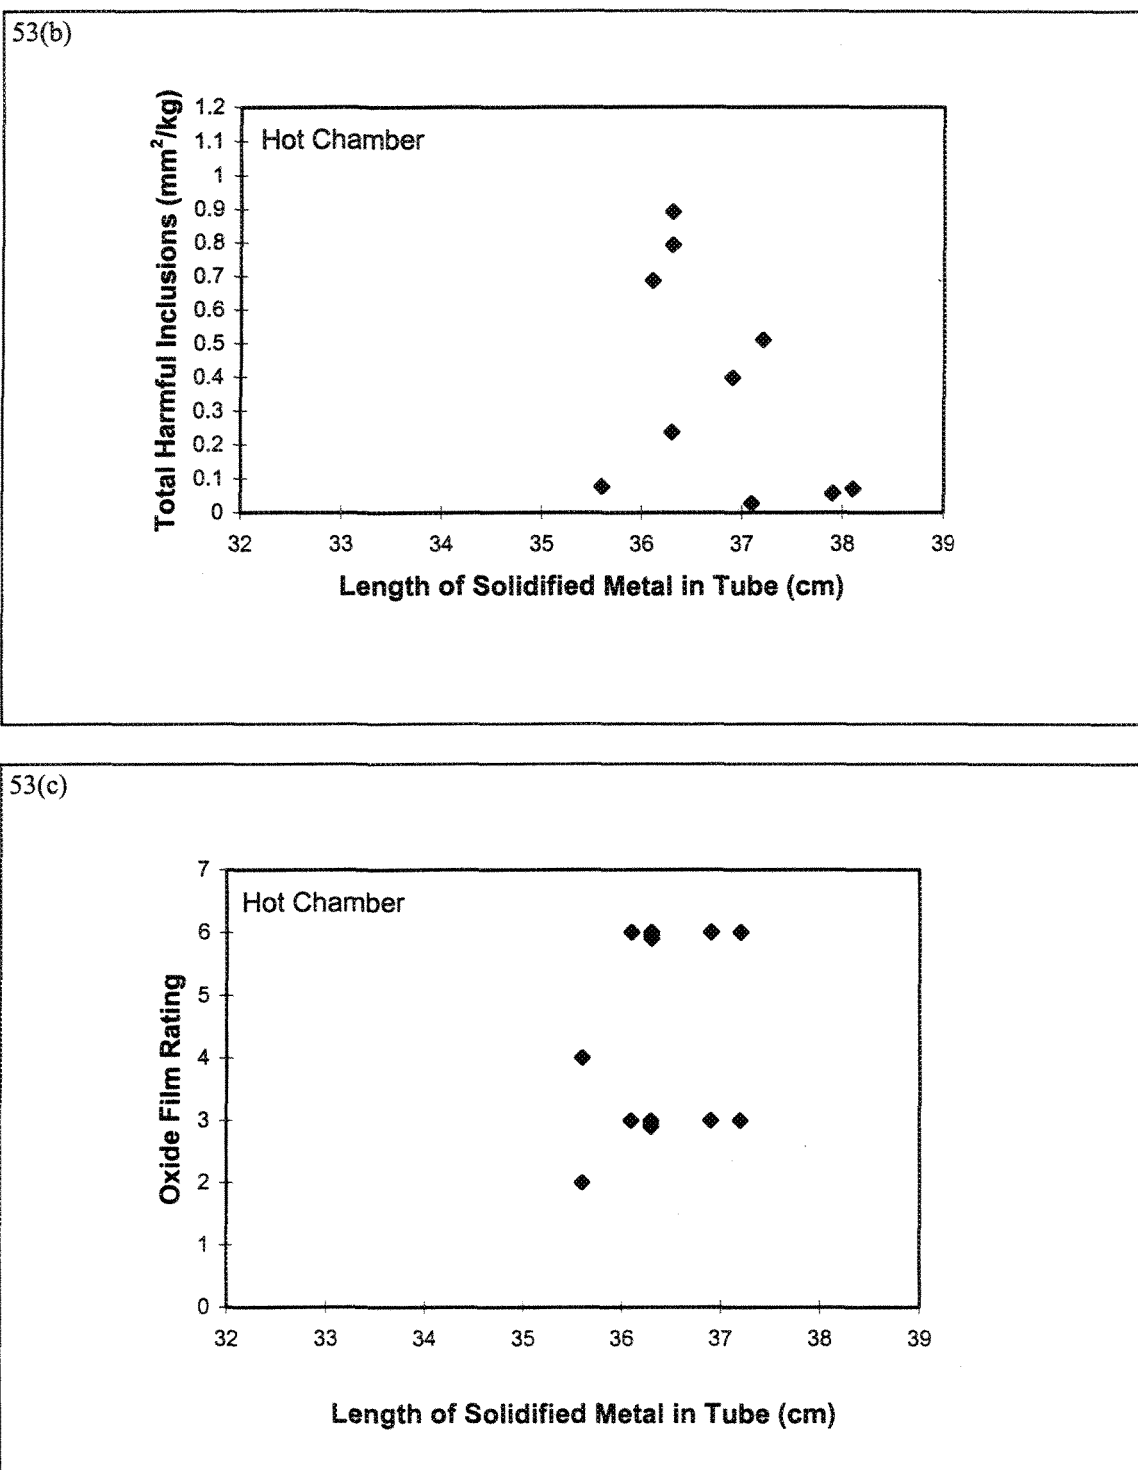 53(b)
Hot Chamber
Total Harmful Inclusions (mm²/kg)
1.2
1.1
1
0.9
0.8
0.7
0.6
0.5
0.4
0.3
0.2
0.1
0
32 33 34 35 36 37 38 39
Length of Solidified Metal in Tube (cm)
53(c)
Hot Chamber
Oxide Film Rating
7
6
5
4
3
2
1
0
32 33 34 35 36 37 38 39
Length of Solidified Metal in Tube (cm)